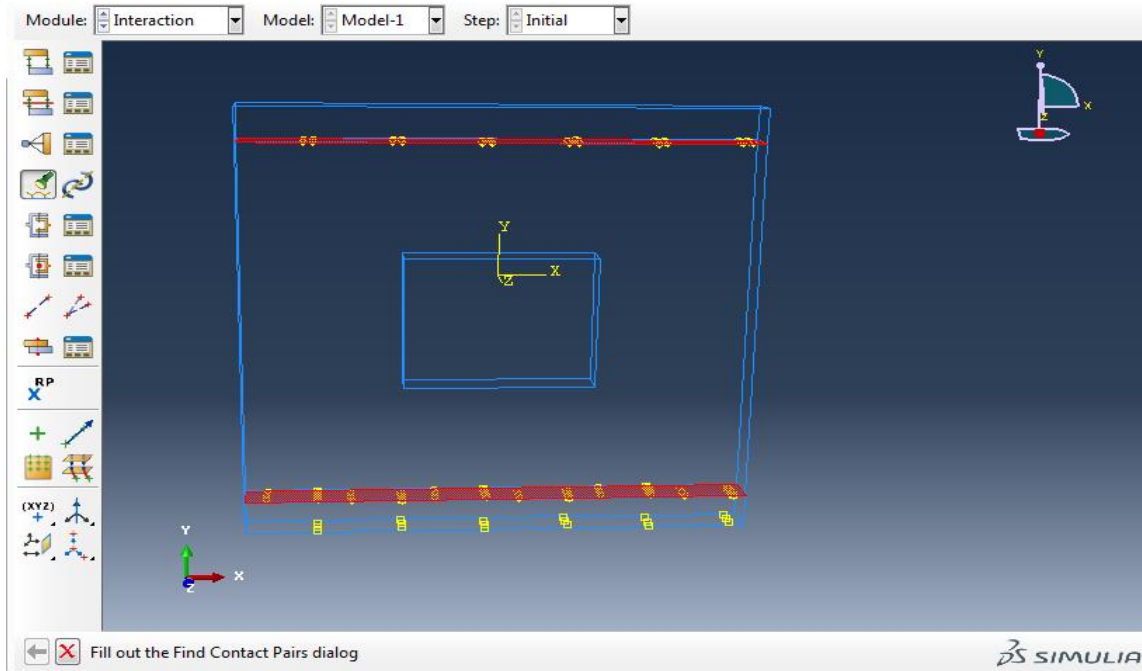 Module: Interaction Model: Model-1 Step: Initial
Y
X
Z
Y
X
Z
RP
(XYZ)
Y
X
Z
Fill out the Find Contact Pairs dialog
SIMULIA